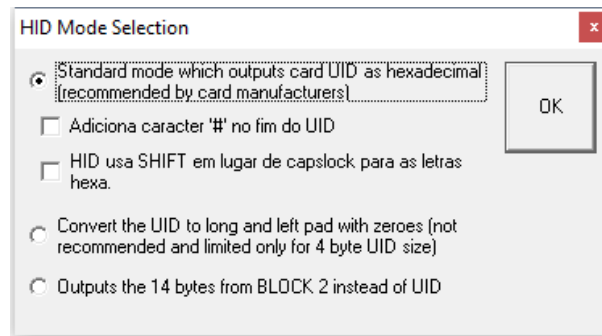 HID Mode Selection
x
Standard mode which outputs card UID as hexadecimal
(recommended by card manufacturers)
OK
Adiciona caracter '#' no fim do UID
HID usa SHIFT em lugar de capslock para as letras
hexa.
Convert the UID to long and left pad with zeroes (not
recommended and limited only for 4 byte UID size)
Outputs the 14 bytes from BLOCK 2 instead of UID